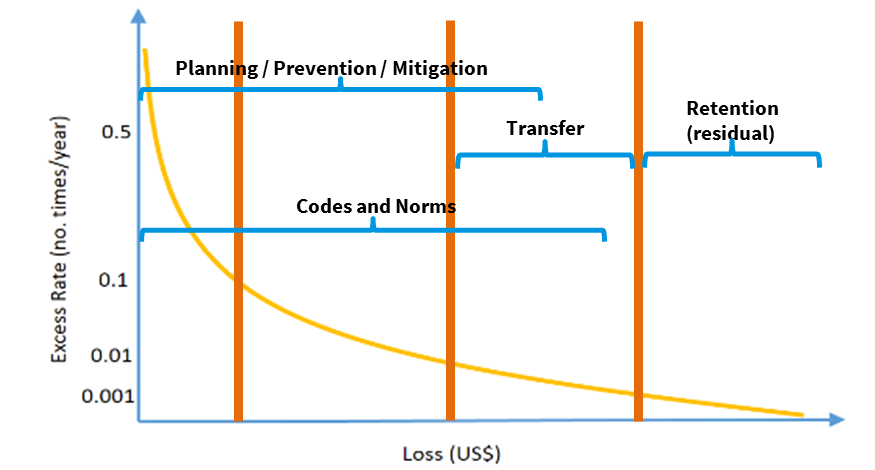 Planning / Prevention / Mitigation
Retention
(residual)
Transfer
0.5
Codes and Norms
0.1
0.01
0.001
Excess Rate (no. times/year)
Loss (US$)